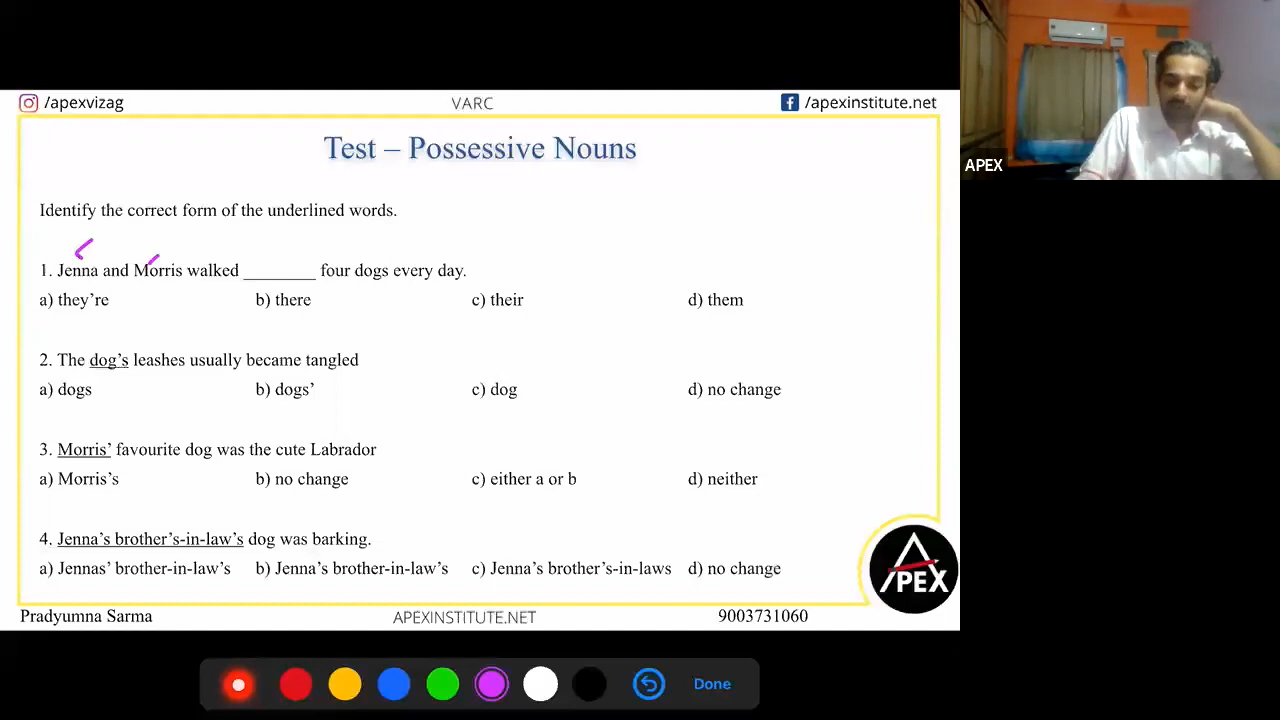 /apexvizag
VARC
/apexinstitute.net
Test – Possessive Nouns
Identify the correct form of the underlined words.
1. Jenna and Morris walked ________ four dogs every day.
a) they’re b) there c) their d) them
2. The dog’s leashes usually became tangled
a) dogs b) dogs’ c) dog d) no change
3. Morris’ favourite dog was the cute Labrador
a) Morris’s b) no change c) either a or b d) neither
4. Jenna’s brother’s-in-law’s dog was barking.
a) Jennas’ brother-in-law’s b) Jenna’s brother-in-law’s c) Jenna’s brother’s-in-laws d) no change
APEX
Pradyumna Sarma
APEXINSTITUTE.NET
9003731060
APEX
Done